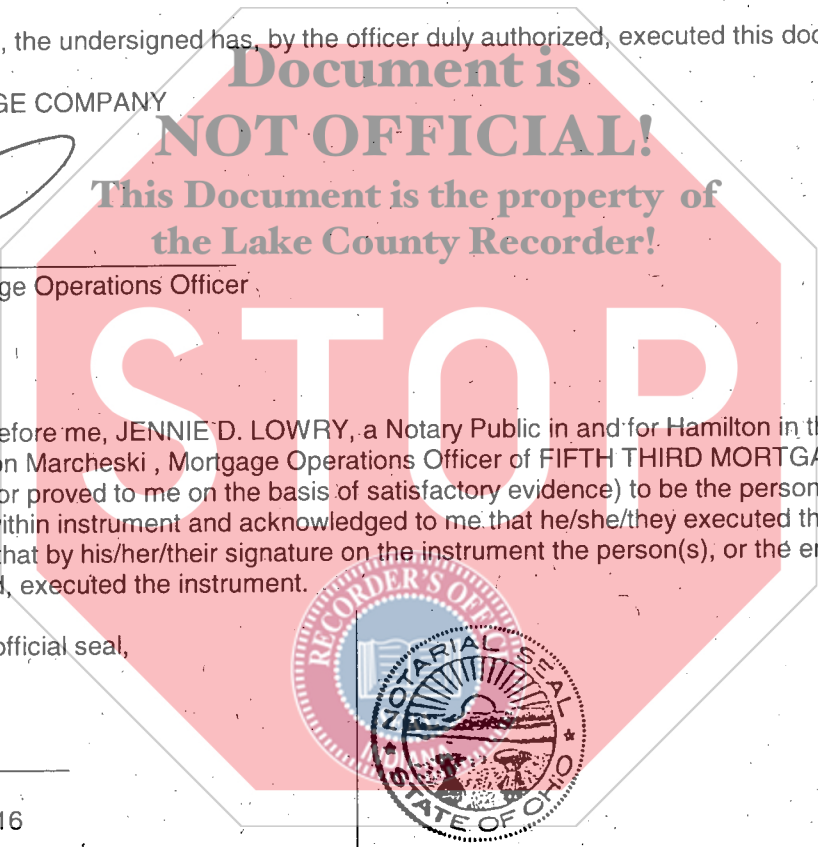 , the undersigned has, by the officer duly authorized, executed this doc
Document is
GE COMPANY
NOT OFFICIAL!
This Document is the property of
the Lake County Recorder!
ge Operations Officer
STOP
efore me, JENNIE D. LOWRY, a Notary Public in and for Hamilton in th
on Marcheski , Mortgage Operations Officer of FIFTH THIRD MORTGA
or proved to me on the basis of satisfactory evidence) to be the person
ithin instrument and acknowledged to me that he/she/they executed th
that by his/her/their signature on the instrument the person(s), or the en
d, executed the instrument.
RECORDER'S OFFICE
official seal,
NOTARIAL SEAL
INDIANA
STATE OF OHIO
16